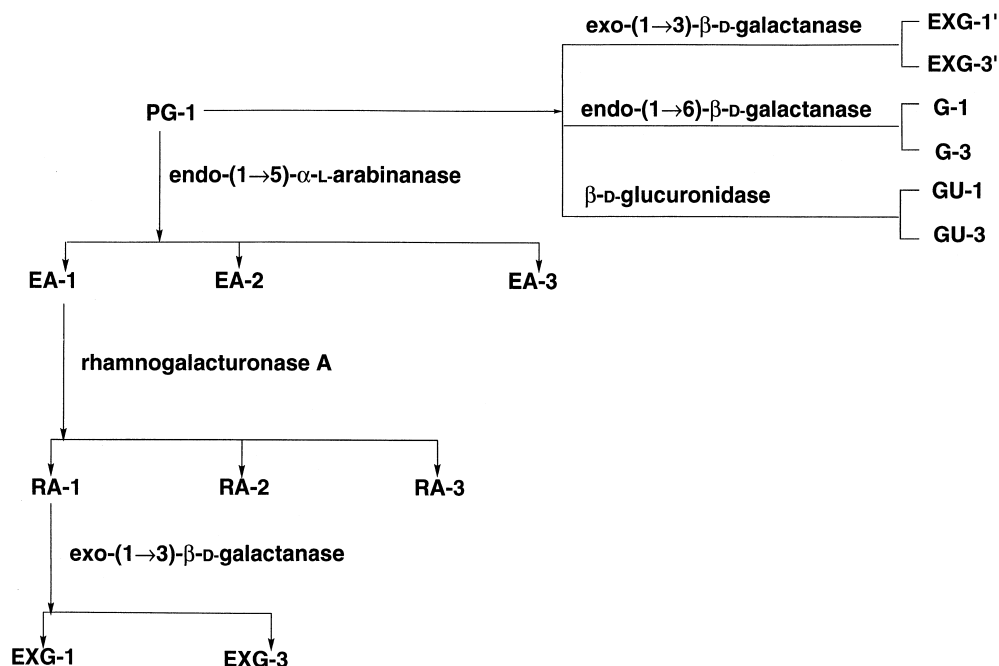 exo-(1→3)-β-D-galactanase
EXG-1'
EXG-3'
PG-1
endo-(1→6)-β-D-galactanase
G-1
G-3
endo-(1→5)-α-L-arabinanase
β-D-glucuronidase
GU-1
GU-3
EA-1
EA-2
EA-3
rhamnogalacturonase A
RA-1
RA-2
RA-3
exo-(1→3)-β-D-galactanase
EXG-1
EXG-3